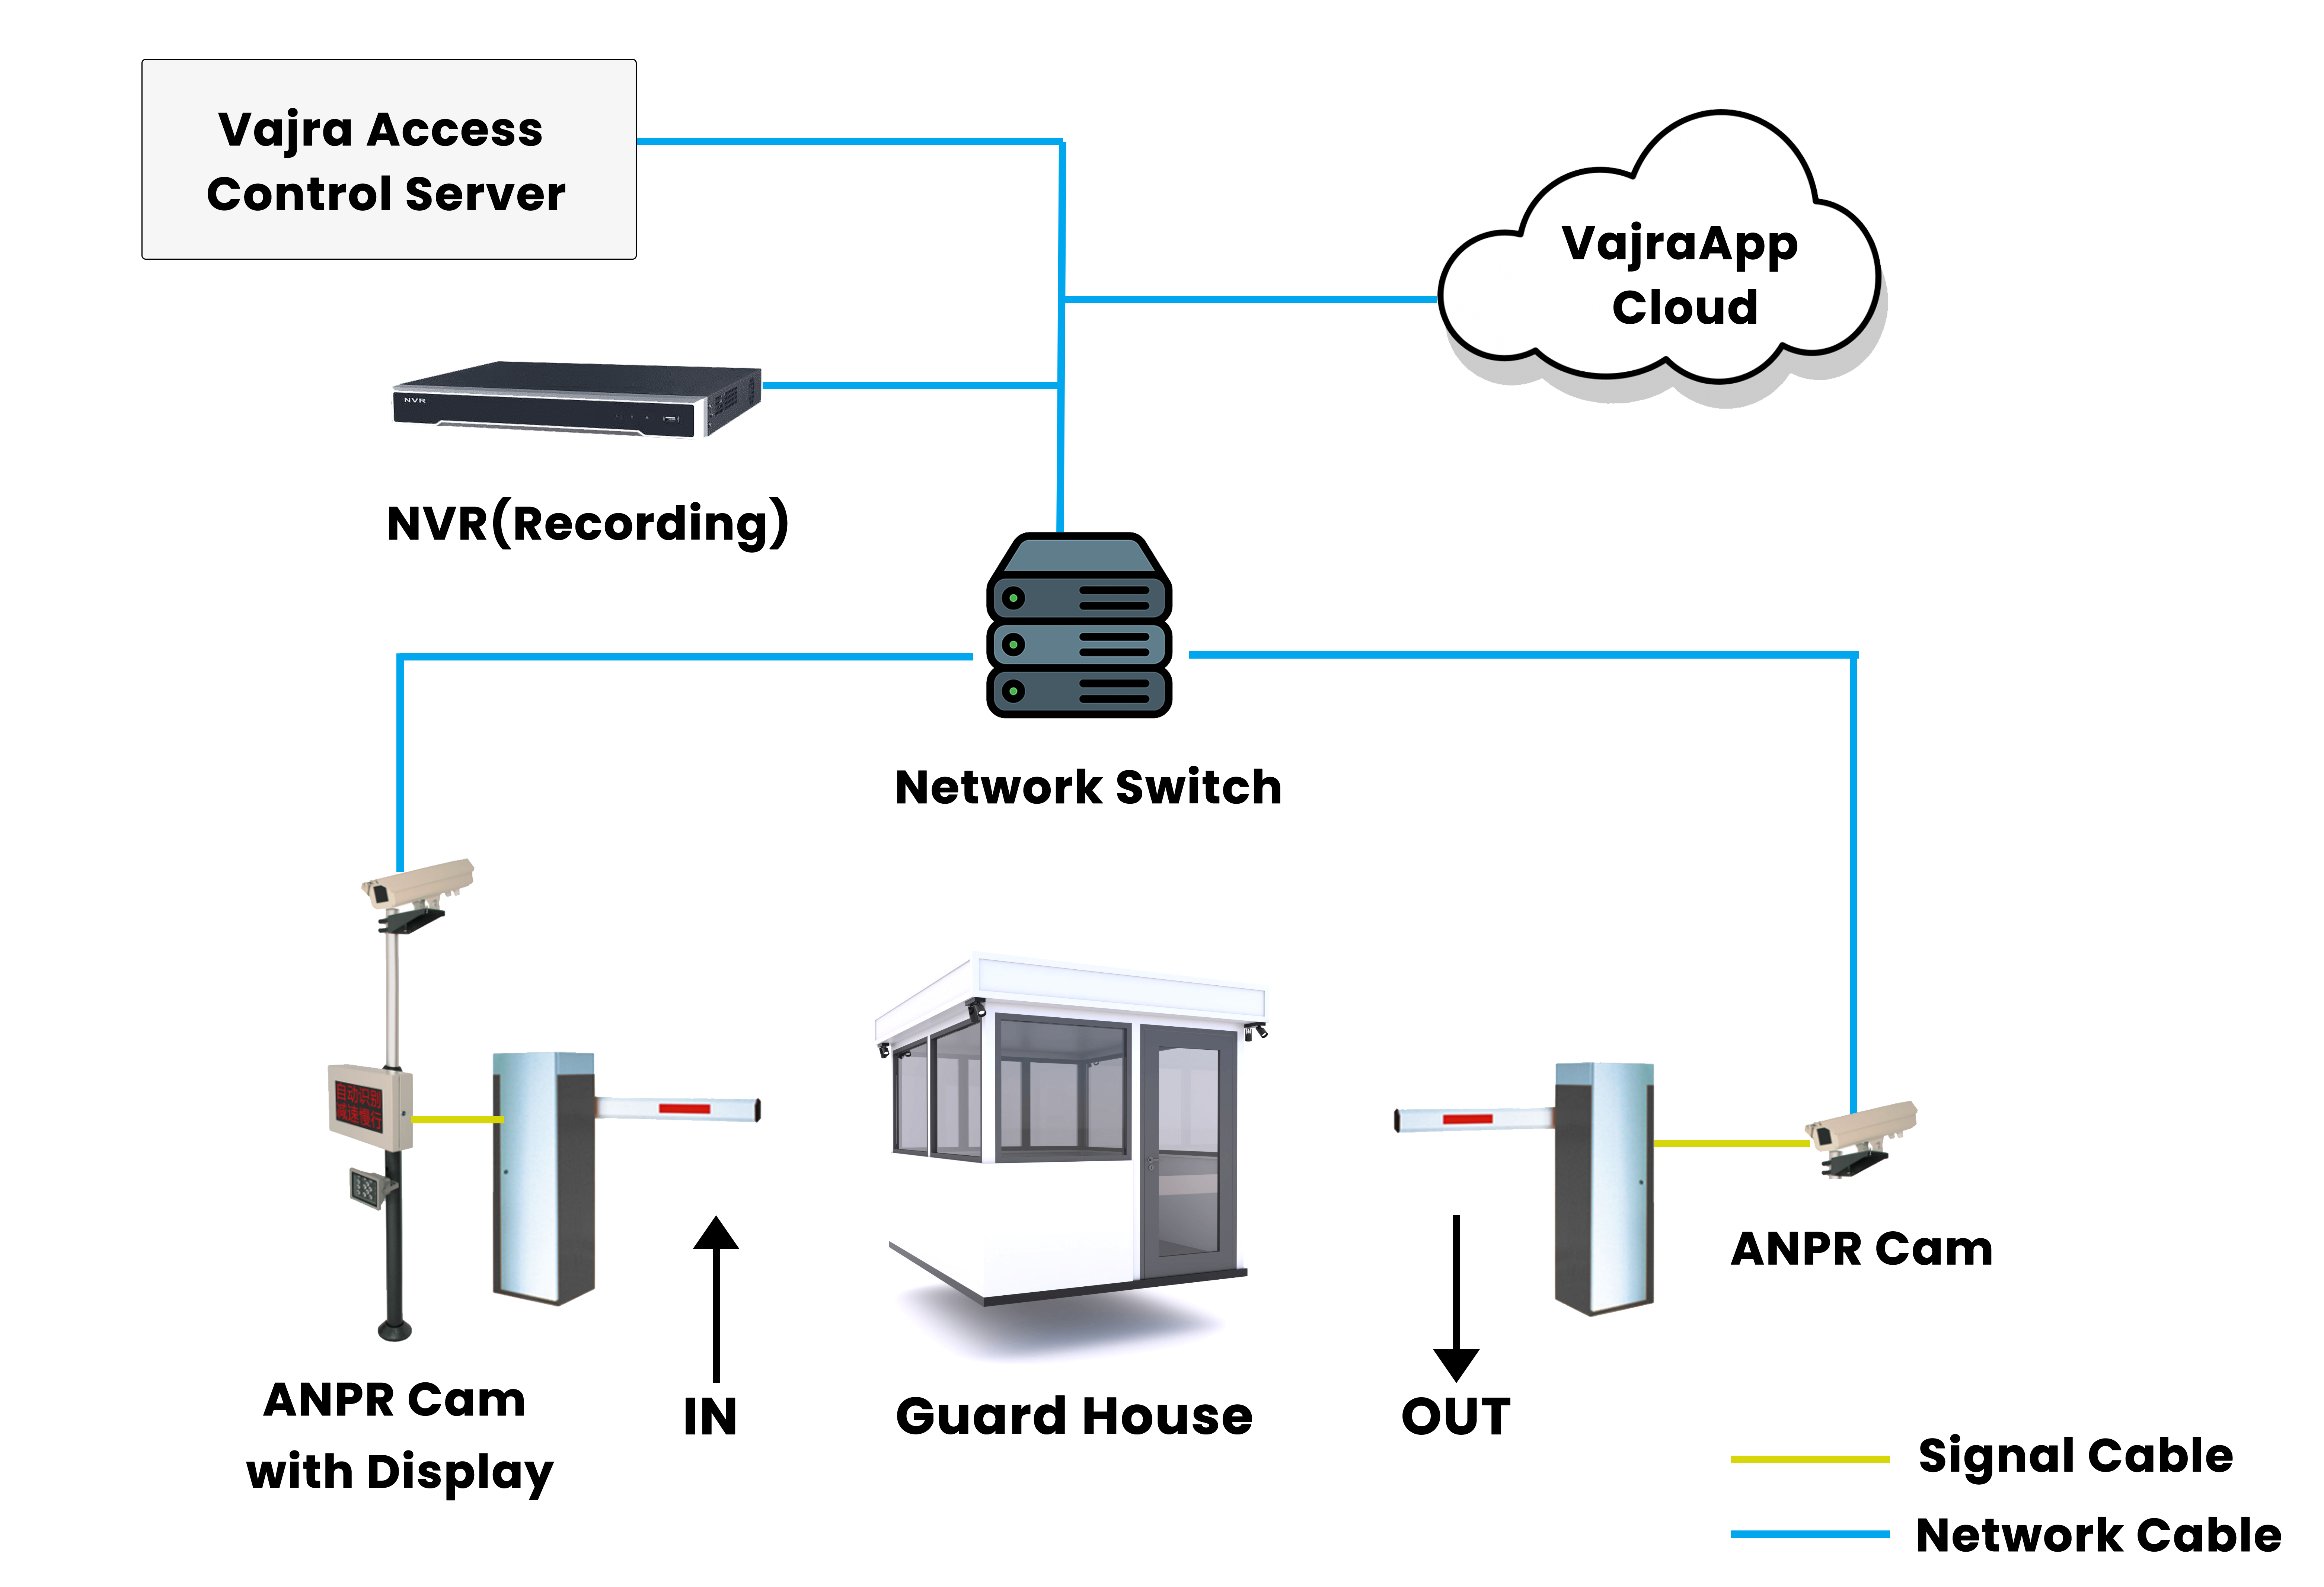 Vajra Access
Control Server
VajraApp
Cloud
NVR
NVR(Recording)
Network Switch
自动识别
减速慢行
ANPR Cam
ANPR Cam
with Display
IN
Guard House
OUT
Signal Cable
Network Cable